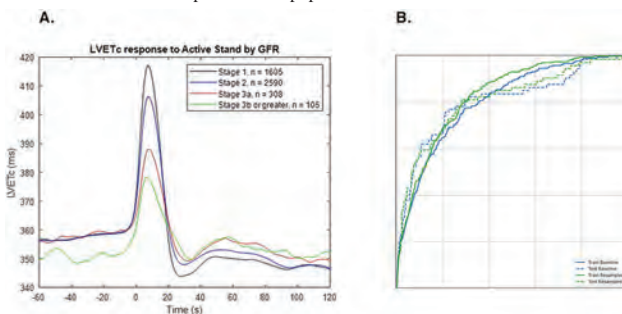 A.
B.
LVETc response to Active Stand by GFR
Stage 1, n = 1605
Stage 2, n = 2590
Stage 3a, n = 308
Stage 3b or greater, n = 105
420
410
400
390
380
370
360
350
340
LVETc (ms)
-60
-40
-20
0
20
40
60
80
100
120
Time (s)
Train Baseline
Test Baseline